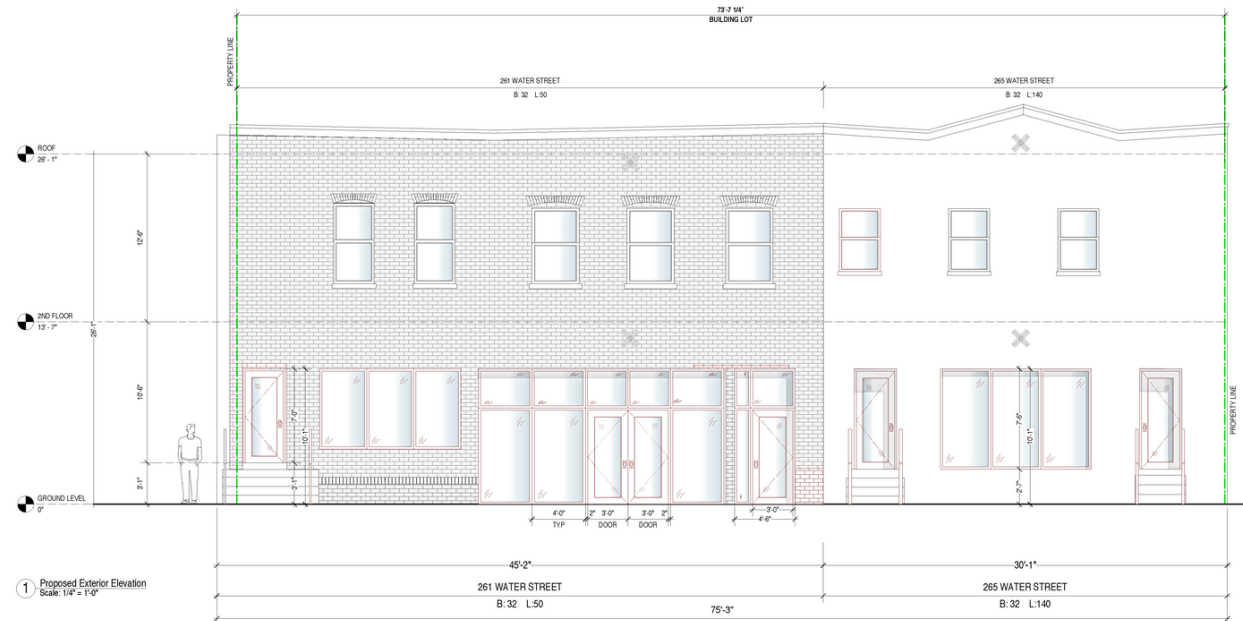 73'-7 1/4"
BUILDING LOT
PROPERTY LINE
261 WATER STREET
B: 32 L:50
265 WATER STREET
B: 32 L:140
ROOF
26' - 1"
12'-6"
2ND FLOOR
13' - 7"
26'-1"
10'-6"
3'-1"
7'-0"
10'-1"
3'-1"
7'-6"
10'-1"
2'-7"
PROPERTY LINE
GROUND LEVEL
0"
4'-0"
TYP
2"
3'-0"
DOOR
3'-0"
DOOR
2"
3'-0"
4'-6"
45'-2"
30'-1"
1
Proposed Exterior Elevation
Scale: 1/4" = 1'-0"
261 WATER STREET
B: 32 L:50
265 WATER STREET
B: 32 L:140
75'-3"